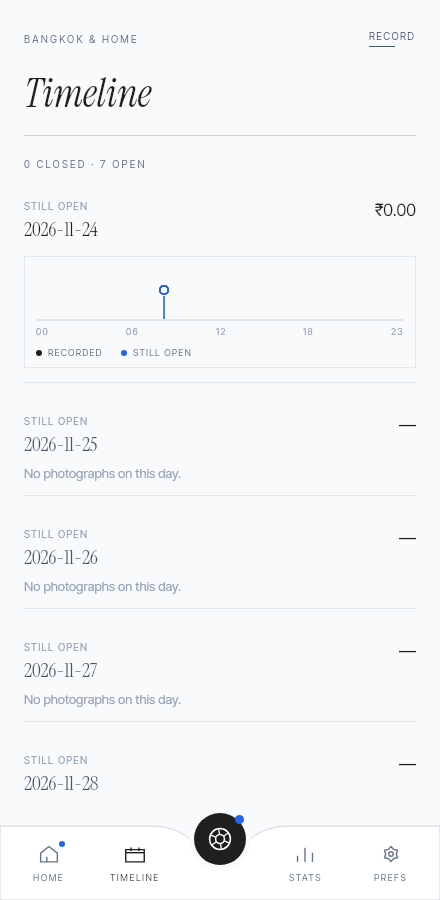 BANGKOK & HOME
RECORD
Timeline
0 CLOSED · 7 OPEN
STILL OPEN
₹0.00
2026-11-24
00 06 12 18 23
RECORDED STILL OPEN
STILL OPEN
—
2026-11-25
No photographs on this day.
STILL OPEN
—
2026-11-26
No photographs on this day.
STILL OPEN
—
2026-11-27
No photographs on this day.
STILL OPEN
—
2026-11-28
HOME TIMELINE STATS PREFS